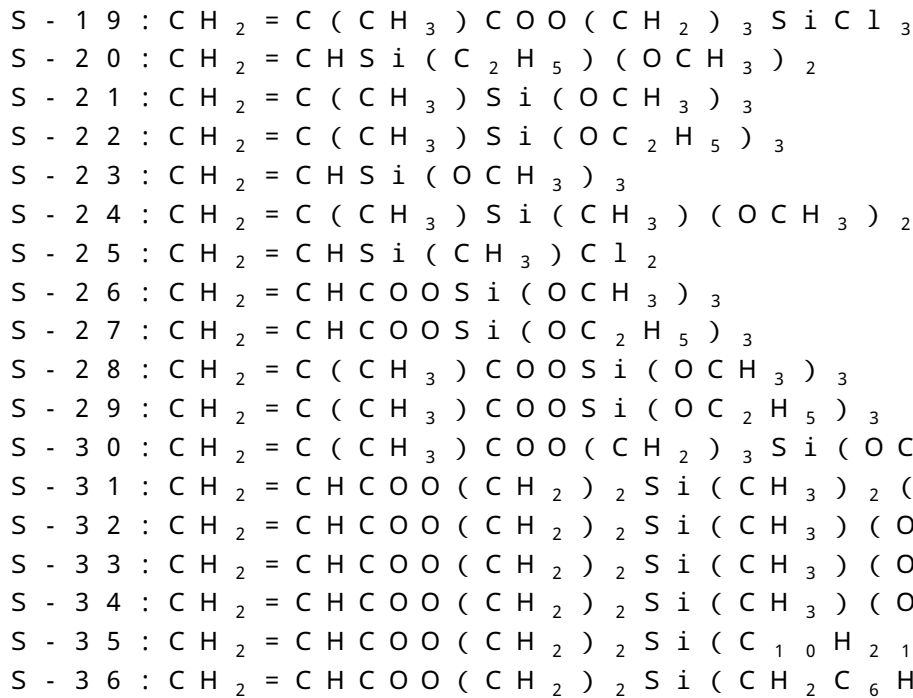 S-19:CH₂=C(CH₃)COO(CH₂)₃SiCl₃
S-20:CH₂=CHSi(C₂H₅)(OCH₃)₂
S-21:CH₂=C(CH₃)Si(OCH₃)₃
S-22:CH₂=C(CH₃)Si(OC₂H₅)₃
S-23:CH₂=CHSi(OCH₃)₃
S-24:CH₂=C(CH₃)Si(CH₃)(OCH₃)₂
S-25:CH₂=CHSi(CH₃)Cl₂
S-26:CH₂=CHCOOSi(OCH₃)₃
S-27:CH₂=CHCOOSi(OC₂H₅)₃
S-28:CH₂=C(CH₃)COOSi(OCH₃)₃
S-29:CH₂=C(CH₃)COOSi(OC₂H₅)₃
S-30:CH₂=C(CH₃)COO(CH₂)₃Si(OC
S-31:CH₂=CHCOO(CH₂)₂Si(CH₃)₂(
S-32:CH₂=CHCOO(CH₂)₂Si(CH₃)(O
S-33:CH₂=CHCOO(CH₂)₂Si(CH₃)(O
S-34:CH₂=CHCOO(CH₂)₂Si(CH₃)(O
S-35:CH₂=CHCOO(CH₂)₂Si(C₁₀H₂₁
S-36:CH₂=CHCOO(CH₂)₂Si(CH₂C₆H